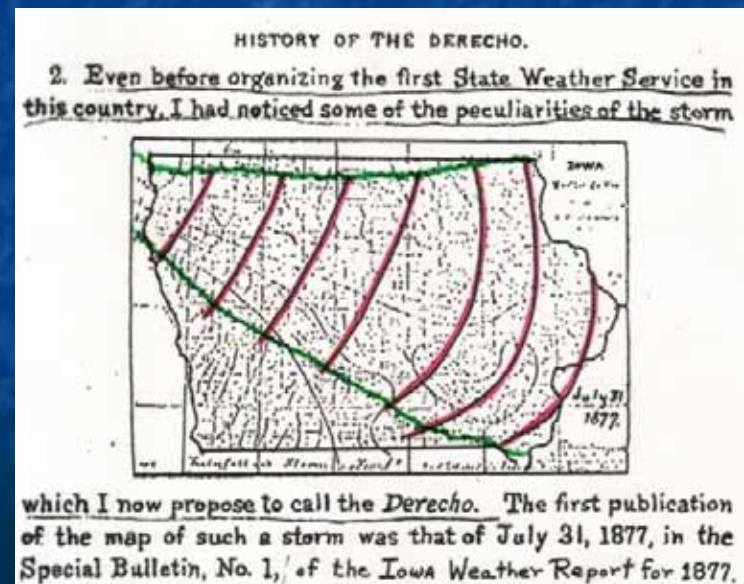 HISTORY OF THE DERECHO.
2. Even before organizing the first State Weather Service in
this country, I had noticed some of the peculiarities of the storm
IOWA
July 31
1877.
Rainfall and Storm
which I now propose to call the Derecho. The first publication
of the map of such a storm was that of July 31, 1877, in the
Special Bulletin, No. 1, of the Iowa Weather Report for 1877.